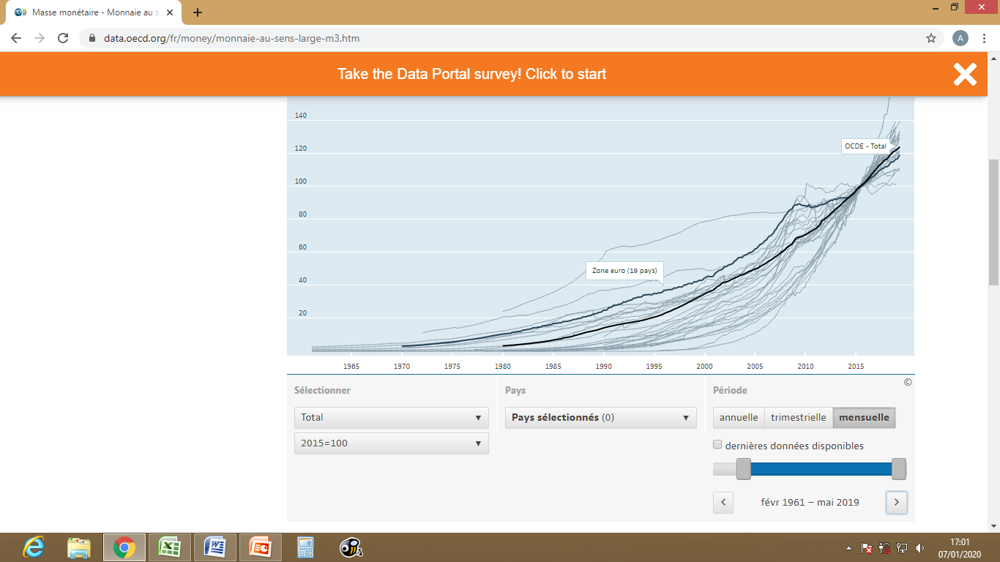 Masse monétaire - Monnaie au s
data.oecd.org/fr/money/monnaie-au-sens-large-m3.htm
A
Take the Data Portal survey! Click to start
140
120
100
80
60
40
20
OCDE - Total
Zone euro (19 pays)
1965 1970 1975 1980 1985 1990 1995 2000 2005 2010 2015
©
Sélectionner Pays Période
Total Pays sélectionnés (0) annuelle trimestrielle mensuelle
2015=100 dernières données disponibles
févr 1961 – mai 2019
17:01
07/01/2020